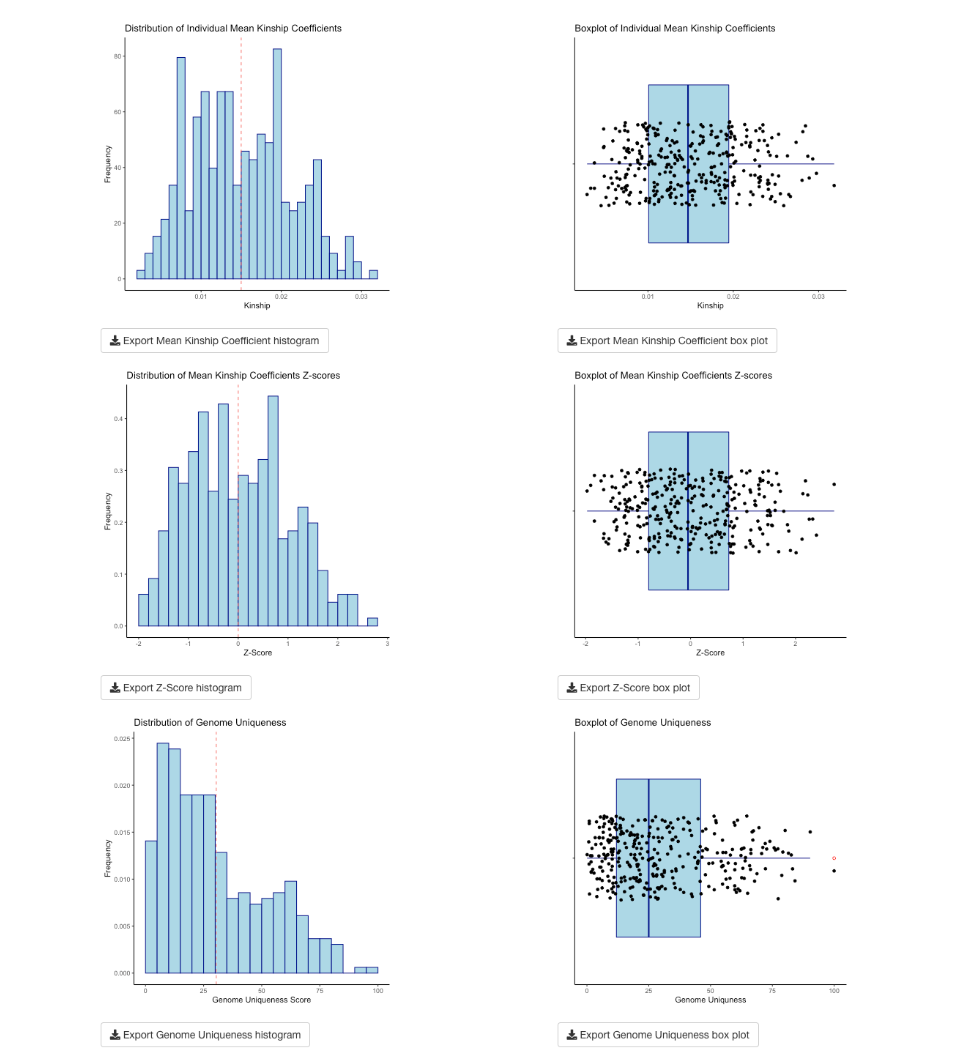 Distribution of Individual Mean Kinship Coefficients
80
60
40
20
0
Frequency
0.01 0.02 0.03
Kinship
Boxplot of Individual Mean Kinship Coefficients
0.01 0.02 0.03
Kinship
Export Mean Kinship Coefficient histogram
Export Mean Kinship Coefficient box plot
Distribution of Mean Kinship Coefficients Z-scores
0.4
0.3
0.2
0.1
0.0
Frequency
-2 -1 0 1 2 3
Z-Score
Boxplot of Mean Kinship Coefficients Z-scores
-2 -1 0 1 2
Z-Score
Export Z-Score histogram
Export Z-Score box plot
Distribution of Genome Uniqueness
0.025
0.020
0.015
0.010
0.005
0.000
Frequency
0 25 50 75 100
Genome Uniqueness Score
Boxplot of Genome Uniqueness
0 25 50 75 100
Genome Uniquness
Export Genome Uniqueness histogram
Export Genome Uniqueness box plot